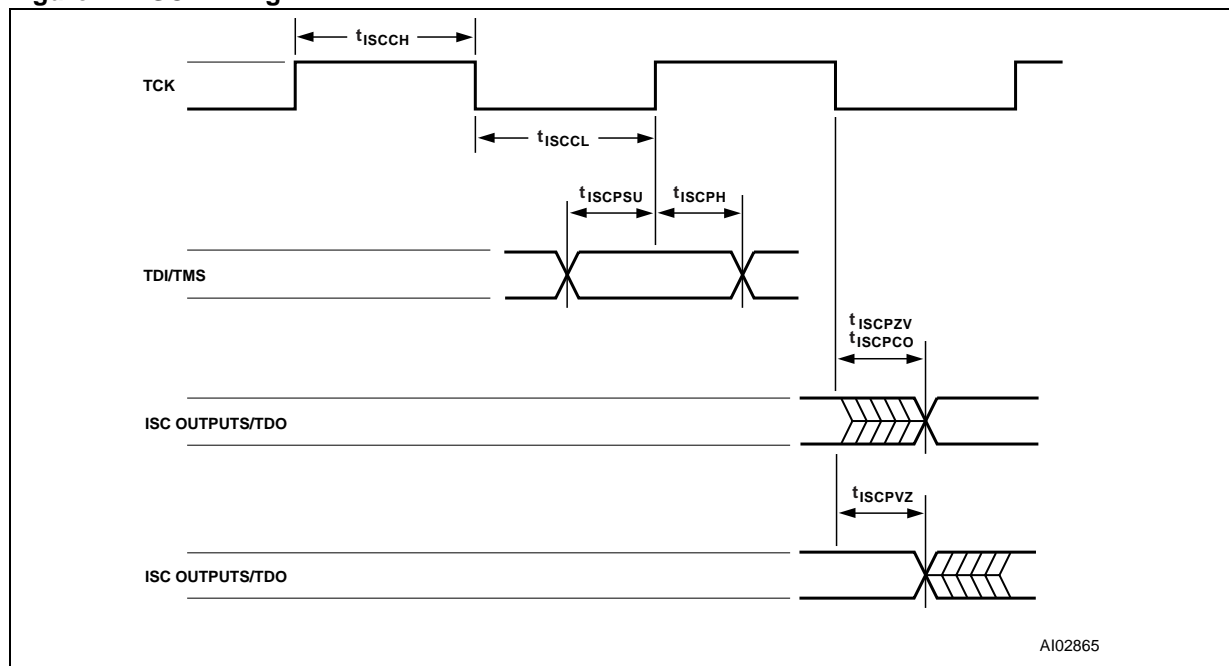 tISCCH
TCK
tISCCL
tISCPSU
tISCPH
TDI/TMS
tISCPZV
tISCPCO
ISC OUTPUTS/TDO
tISCPVZ
ISC OUTPUTS/TDO
AI02865